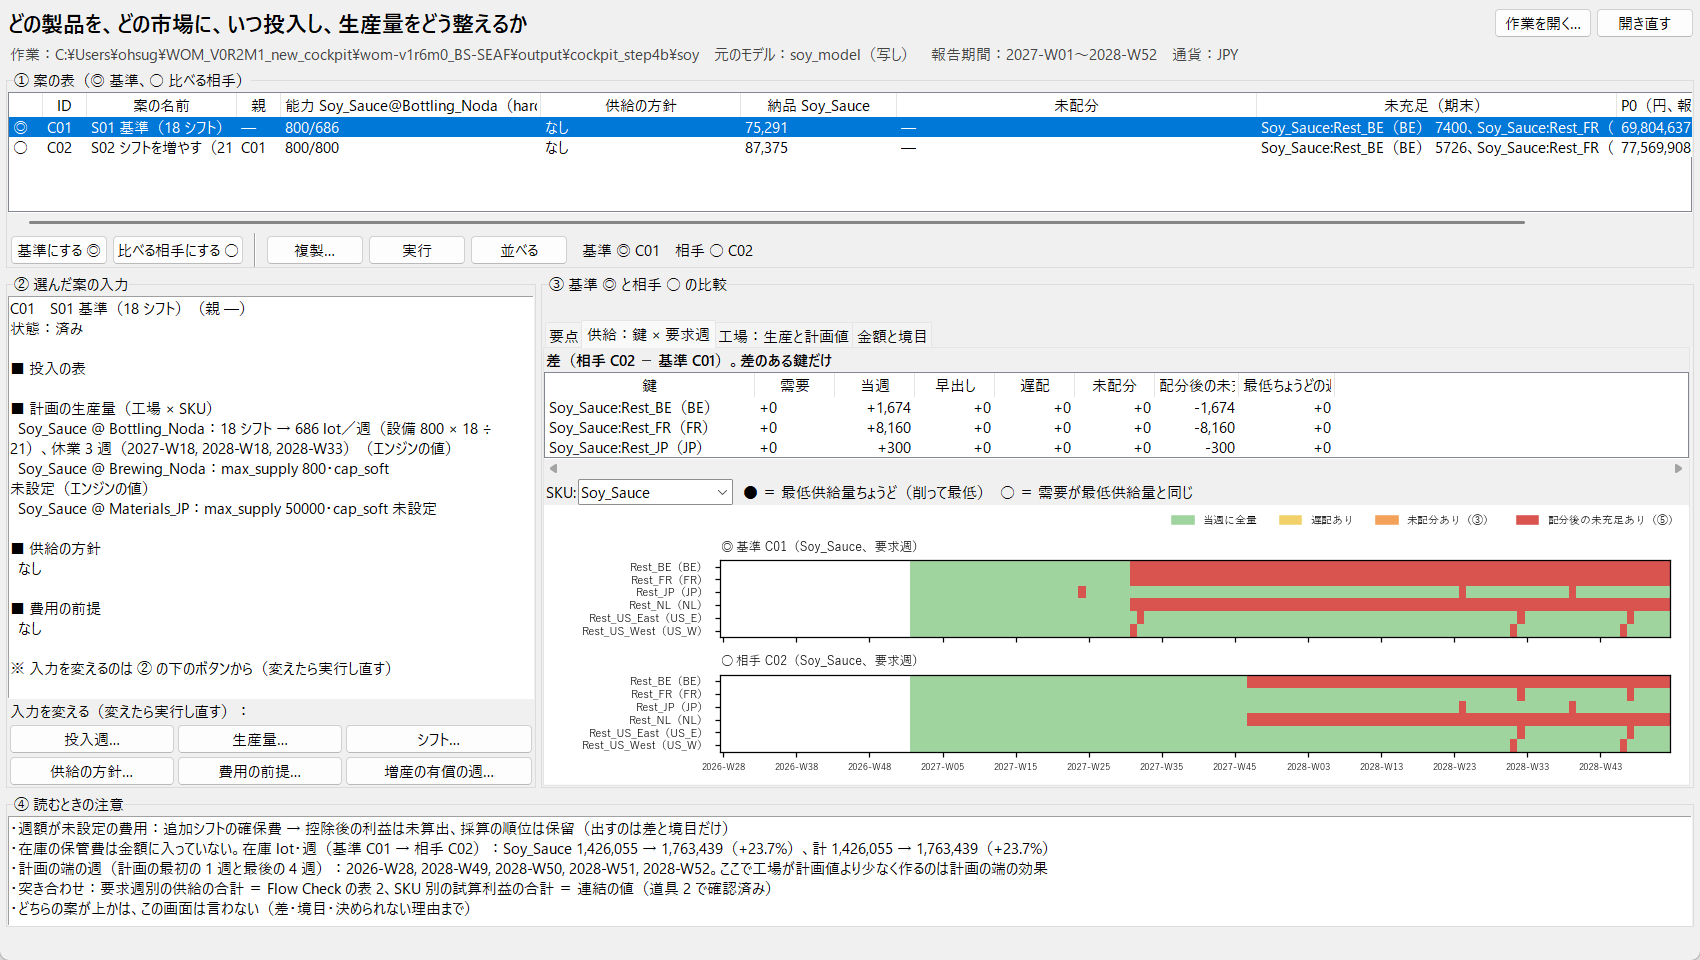 どの製品を、どの市場に、いつ投入し、生産量をどう整えるか
作業を開く...
開き直す
作業：C:¥Users¥ohsug¥WOM_V0R2M1_new_cockpit¥wom-v1r6m0_BS-SEAF¥output¥cockpit_step4b¥soy　元のモデル：soy_model（写し）　報告期間：2027-W01～2028-W52　通貨：JPY
① 案の表（◎ 基準、○ 比べる相手）
ID 案の名前 親 能力 Soy_Sauce@Bottling_Noda（hard 供給の方針 納品 Soy_Sauce 未配分 未充足（期末） P0（円、報
◎ C01 S01 基準（18 シフト） — 800/686 なし 75,291 — Soy_Sauce:Rest_BE（BE） 7400、Soy_Sauce:Rest_FR（ 69,804,637
○ C02 S02 シフトを増やす（21 C01 800/800 なし 87,375 — Soy_Sauce:Rest_BE（BE） 5726、Soy_Sauce:Rest_FR（ 77,569,908
基準にする ◎
比べる相手にする ○
複製...
実行
並べる
基準 ◎ C01　相手 ○ C02
② 選んだ案の入力
C01　S01 基準（18 シフト）（親 —）
状態：済み
■ 投入の表
■ 計画の生産量（工場 × SKU）
Soy_Sauce @ Bottling_Noda：18 シフト → 686 lot／週（設備 800 × 18 ÷
21）、休業 3 週（2027-W18, 2028-W18, 2028-W33）（エンジンの値）
Soy_Sauce @ Brewing_Noda：max_supply 800・cap_soft
未設定（エンジンの値）
Soy_Sauce @ Materials_JP：max_supply 50000・cap_soft 未設定
■ 供給の方針
なし
■ 費用の前提
なし
※ 入力を変えるのは ② の下のボタンから（変えたら実行し直す）
入力を変える（変えたら実行し直す）：
投入週...
生産量...
シフト...
供給の方針...
費用の前提...
増産の有償の週...
③ 基準 ◎ と相手 ○ の比較
要点
供給：鍵 × 要求週
工場：生産と計画値
金額と境目
差（相手 C02 − 基準 C01）。差のある鍵だけ
鍵 需要 当週 早出し 遅配 未配分 配分後の未 最低ちょうどの
Soy_Sauce:Rest_BE（BE） +0 +1,674 +0 +0 +0 -1,674 +0
Soy_Sauce:Rest_FR（FR） +0 +8,160 +0 +0 +0 -8,160 +0
Soy_Sauce:Rest_JP（JP） +0 +300 +0 +0 +0 -300 +0
SKU: Soy_Sauce ● ＝ 最低供給量ちょうど（削って最低）　○ ＝ 需要が最低供給量と同じ
当週に全量 遅配あり 未配分あり（③） 配分後の未充足あり（⑤）
◎ 基準 C01（Soy_Sauce、要求週）
Rest_BE（BE）
Rest_FR（FR）
Rest_JP（JP）
Rest_NL（NL）
Rest_US_East（US_E）
Rest_US_West（US_W）
○ 相手 C02（Soy_Sauce、要求週）
Rest_BE（BE）
Rest_FR（FR）
Rest_JP（JP）
Rest_NL（NL）
Rest_US_East（US_E）
Rest_US_West（US_W）
2026-W28 2026-W38 2026-W48 2027-W05 2027-W15 2027-W25 2027-W35 2027-W45 2028-W03 2028-W13 2028-W23 2028-W33 2028-W43
④ 読むときの注意
・週額が未設定の費用：追加シフトの確保費 → 控除後の利益は未算出、採算の順位は保留（出すのは差と境目だけ）
・在庫の保管費は金額に入っていない。在庫 lot・週（基準 C01 → 相手 C02）：Soy_Sauce 1,426,055 → 1,763,439（+23.7%）、計 1,426,055 → 1,763,439（+23.7%）
・計画の端の週（計画の最初の 1 週と最後の 4 週）：2026-W28, 2028-W49, 2028-W50, 2028-W51, 2028-W52。ここで工場が計画値より少なく作るのは計画の端の効果
・突き合わせ：要求週別の供給の合計 ＝ Flow Check の表 2、SKU 別の試算利益の合計 ＝ 連結の値（道具 2 で確認済み）
・どちらの案が上かは、この画面は言わない（差・境目・決められない理由まで）